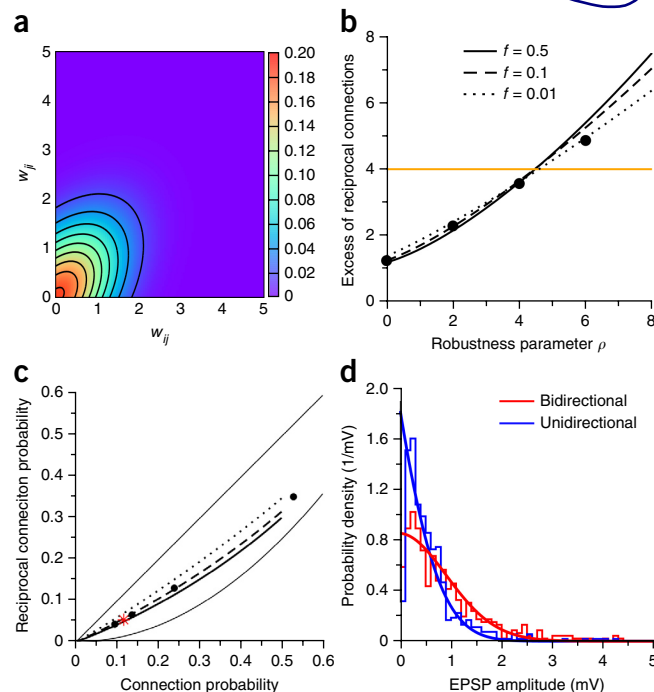 a
5
4
3
2
1
0
w_ji
0 1 2 3 4 5
w_ij
0.20
0.18
0.16
0.14
0.12
0.10
0.08
0.06
0.04
0.02
0
b
8
6
4
2
0
Excess of reciprocal connections
f = 0.5
f = 0.1
f = 0.01
0 2 4 6 8
Robustness parameter ρ
c
0.6
0.5
0.4
0.3
0.2
0.1
0
Reciprocal conneciton probability
0 0.1 0.2 0.3 0.4 0.5 0.6
Connection probability
d
2.0
1.6
1.2
0.8
0.4
0
Probability density (1/mV)
Bidirectional
Unidirectional
0 1 2 3 4 5
EPSP amplitude (mV)